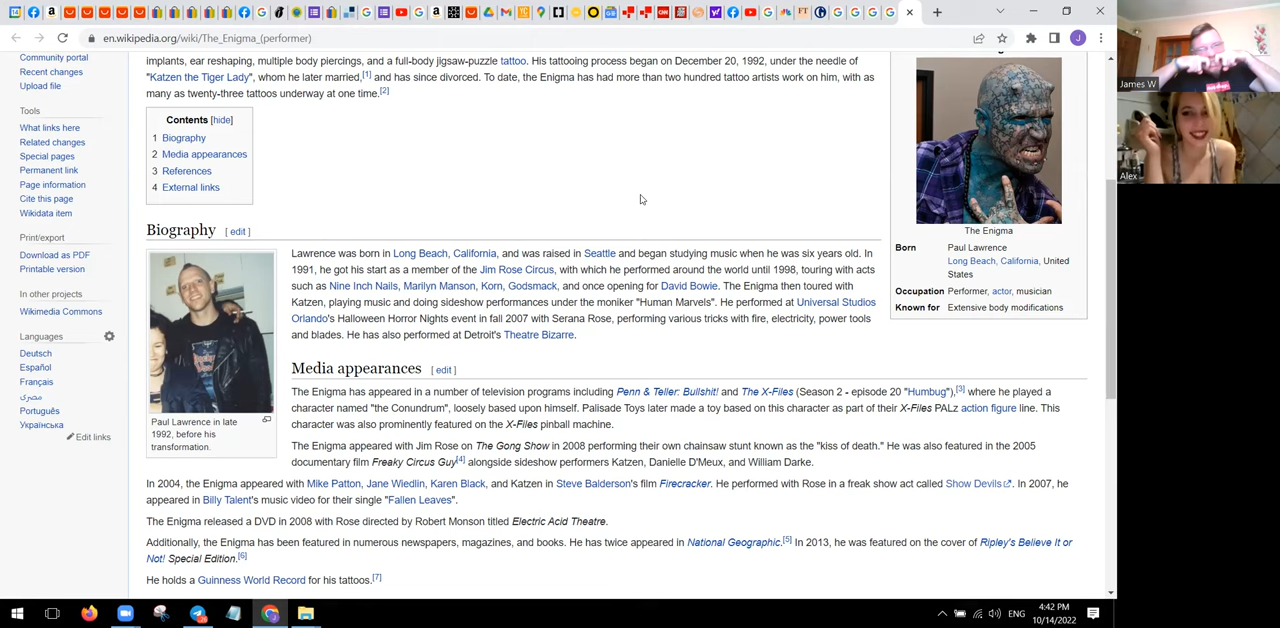 en.wikipedia.org/wiki/The_Enigma_(performer)
Community portal
Recent changes
Upload file
Tools
What links here
Related changes
Special pages
Permanent link
Page information
Cite this page
Wikidata item
Print/export
Download as PDF
Printable version
In other projects
Wikimedia Commons
Languages
Deutsch
Español
Français
مصرى
Português
Українська
Edit links
implants, ear reshaping, multiple body piercings, and a full-body jigsaw-puzzle tattoo. His tattooing process began on December 20, 1992, under the needle of
"Katzen the Tiger Lady", whom he later married,[1] and has since divorced. To date, the Enigma has had more than two hundred tattoo artists work on him, with as
many as twenty-three tattoos underway at one time.[2]
Contents [hide]
1 Biography
2 Media appearances
3 References
4 External links
Biography [ edit ]
Paul Lawrence in late
1992, before his
transformation.
Lawrence was born in Long Beach, California, and was raised in Seattle and began studying music when he was six years old. In
1991, he got his start as a member of the Jim Rose Circus, with which he performed around the world until 1998, touring with acts
such as Nine Inch Nails, Marilyn Manson, Korn, Godsmack, and once opening for David Bowie. The Enigma then toured with
Katzen, playing music and doing sideshow performances under the moniker "Human Marvels". He performed at Universal Studios
Orlando's Halloween Horror Nights event in fall 2007 with Serana Rose, performing various tricks with fire, electricity, power tools
and blades. He has also performed at Detroit's Theatre Bizarre.
Media appearances [ edit ]
The Enigma has appeared in a number of television programs including Penn & Teller: Bullshit! and The X-Files (Season 2 - episode 20 "Humbug"),[3] where he played a
character named "the Conundrum", loosely based upon himself. Palisade Toys later made a toy based on this character as part of their X-Files PALz action figure line. This
character was also prominently featured on the X-Files pinball machine.
The Enigma appeared with Jim Rose on The Gong Show in 2008 performing their own chainsaw stunt known as the "kiss of death." He was also featured in the 2005
documentary film Freaky Circus Guy[4] alongside sideshow performers Katzen, Danielle D'Meux, and William Darke.
In 2004, the Enigma appeared with Mike Patton, Jane Wiedlin, Karen Black, and Katzen in Steve Balderson's film Firecracker. He performed with Rose in a freak show act called Show Devils. In 2007, he
appeared in Billy Talent's music video for their single "Fallen Leaves".
The Enigma released a DVD in 2008 with Rose directed by Robert Monson titled Electric Acid Theatre.
Additionally, the Enigma has been featured in numerous newspapers, magazines, and books. He has twice appeared in National Geographic.[5] In 2013, he was featured on the cover of Ripley's Believe It or
Not! Special Edition.[6]
He holds a Guinness World Record for his tattoos.[7]
The Enigma
Born Paul Lawrence
Long Beach, California, United
States
Occupation Performer, actor, musician
Known for Extensive body modifications
James W
Alex
ENG
4:42 PM
10/14/2022